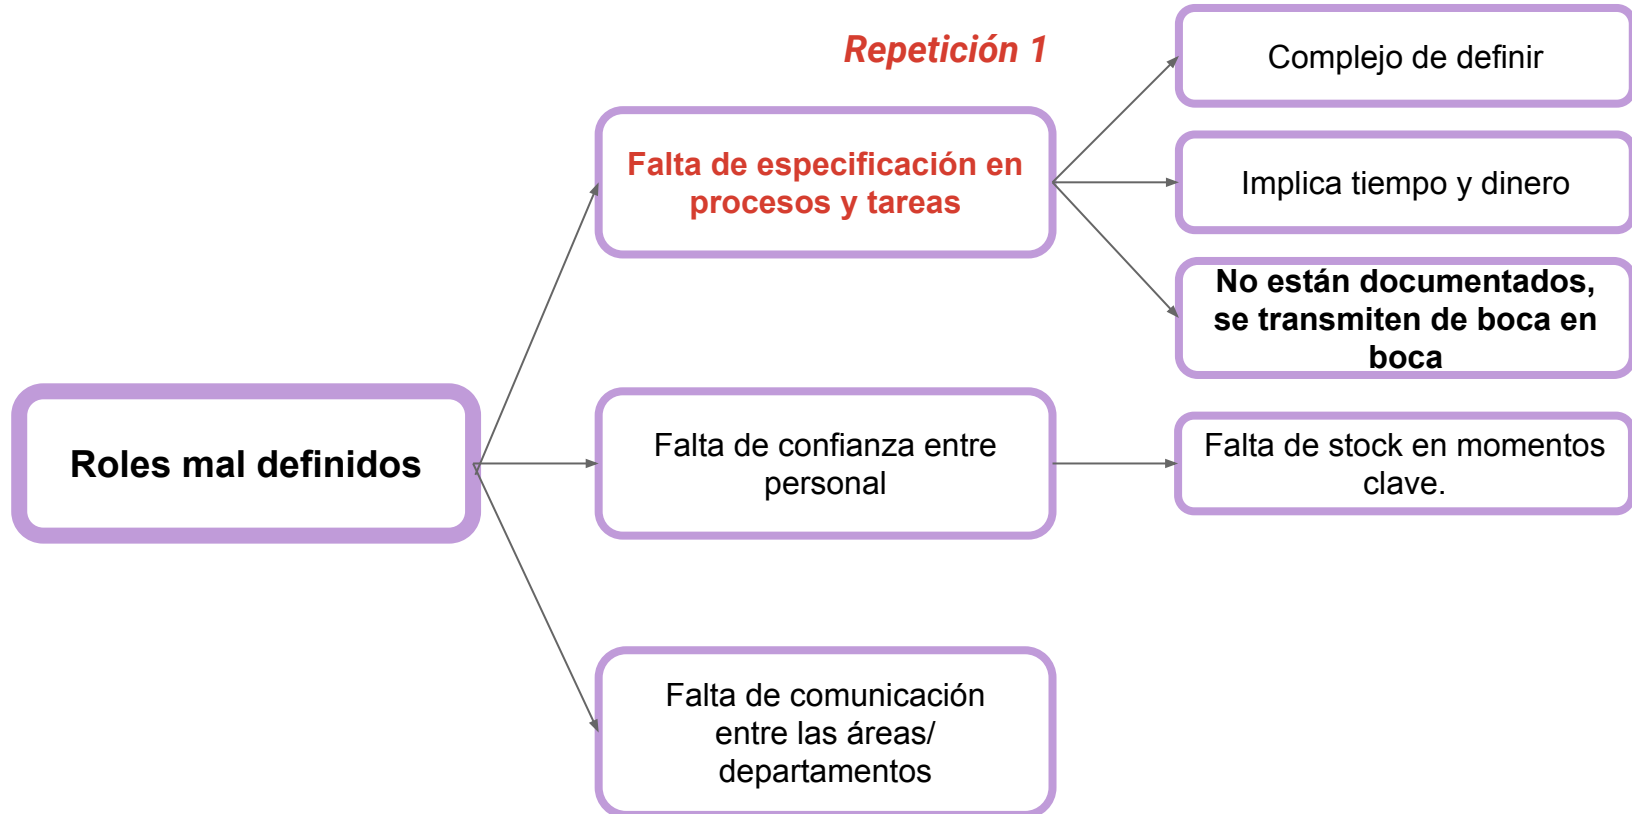 Repetición 1
Complejo de definir
Falta de especificación en
procesos y tareas
Implica tiempo y dinero
No están documentados,
se transmiten de boca en
boca
Roles mal definidos
Falta de confianza entre
personal
Falta de stock en momentos
clave.
Falta de comunicación
entre las áreas/
departamentos